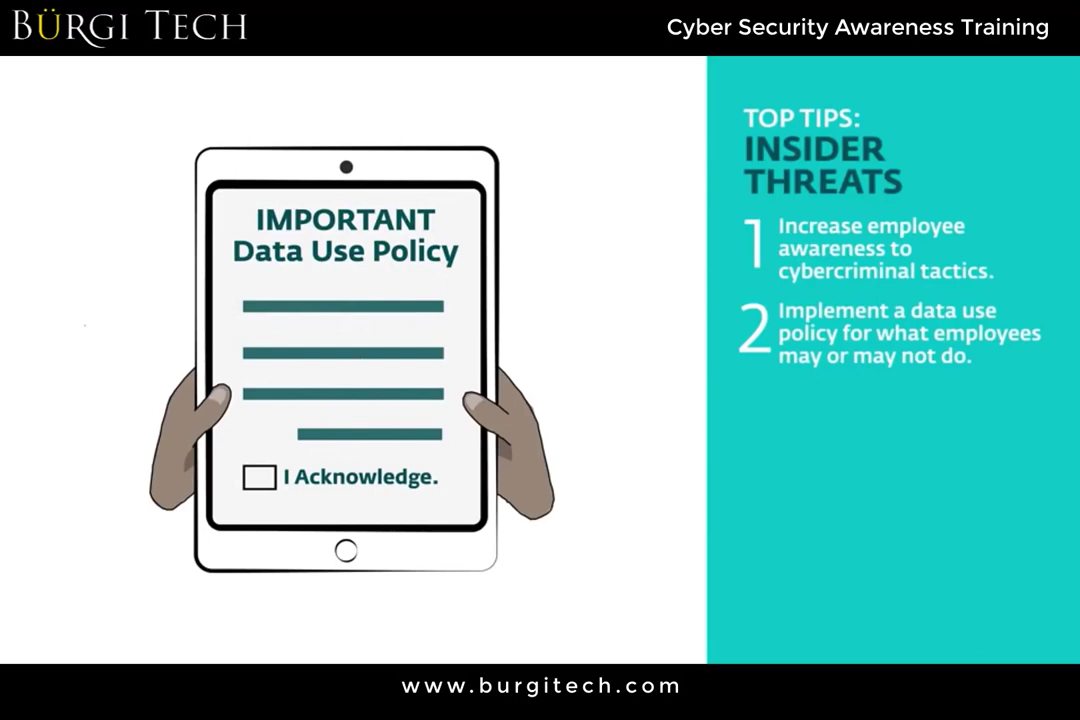 BÜRGI TECH
Cyber Security Awareness Training
IMPORTANT
Data Use Policy
I Acknowledge.
TOP TIPS:
INSIDER
THREATS
1 Increase employee
awareness to
cybercriminal tactics.
2 Implement a data use
policy for what employees
may or may not do.
www.burgitech.com